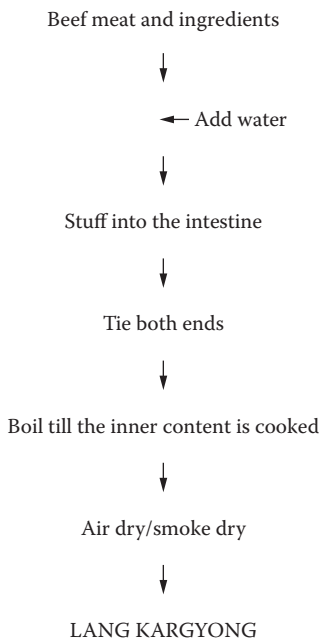 Beef meat and ingredients
Add water
Stuff into the intestine
Tie both ends
Boil till the inner content is cooked
Air dry/smoke dry
LANG KARGYONG